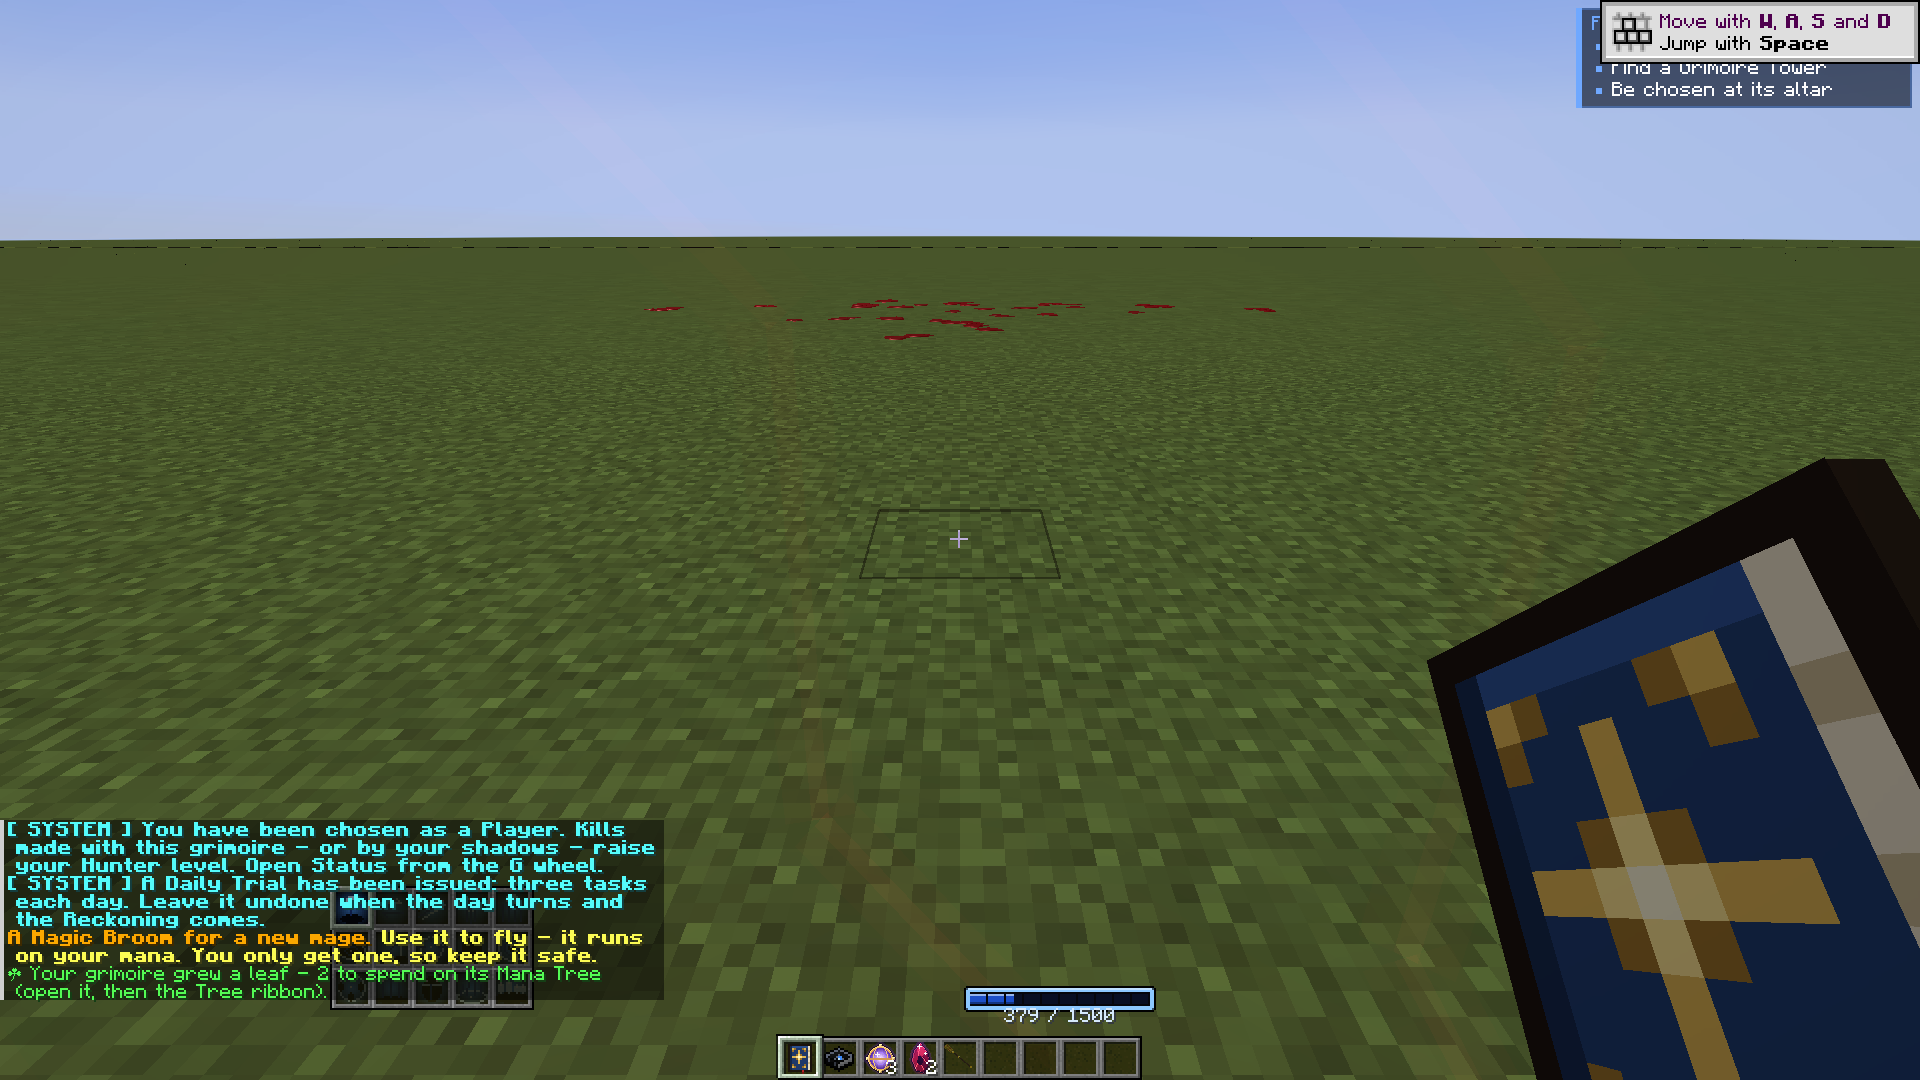 Move with W, A, S and D
Jump with Space
Find a Grimoire Tower
Be chosen at its altar
[ SYSTEM ] You have been chosen as a Player. Kills
made with this grimoire - or by your shadows - raise
your Hunter level. Open Status from the G wheel.
[ SYSTEM ] A Daily Trial has been issued: three tasks
each day. Leave it undone when the day turns and
the Reckoning comes.
A Magic Broom for a new mage. Use it to fly - it runs
on your mana. You only get one, so keep it safe.
☘ Your grimoire grew a leaf - 2 to spend on its Mana Tree
(open it, then the Tree ribbon).
379 / 1500
3
2